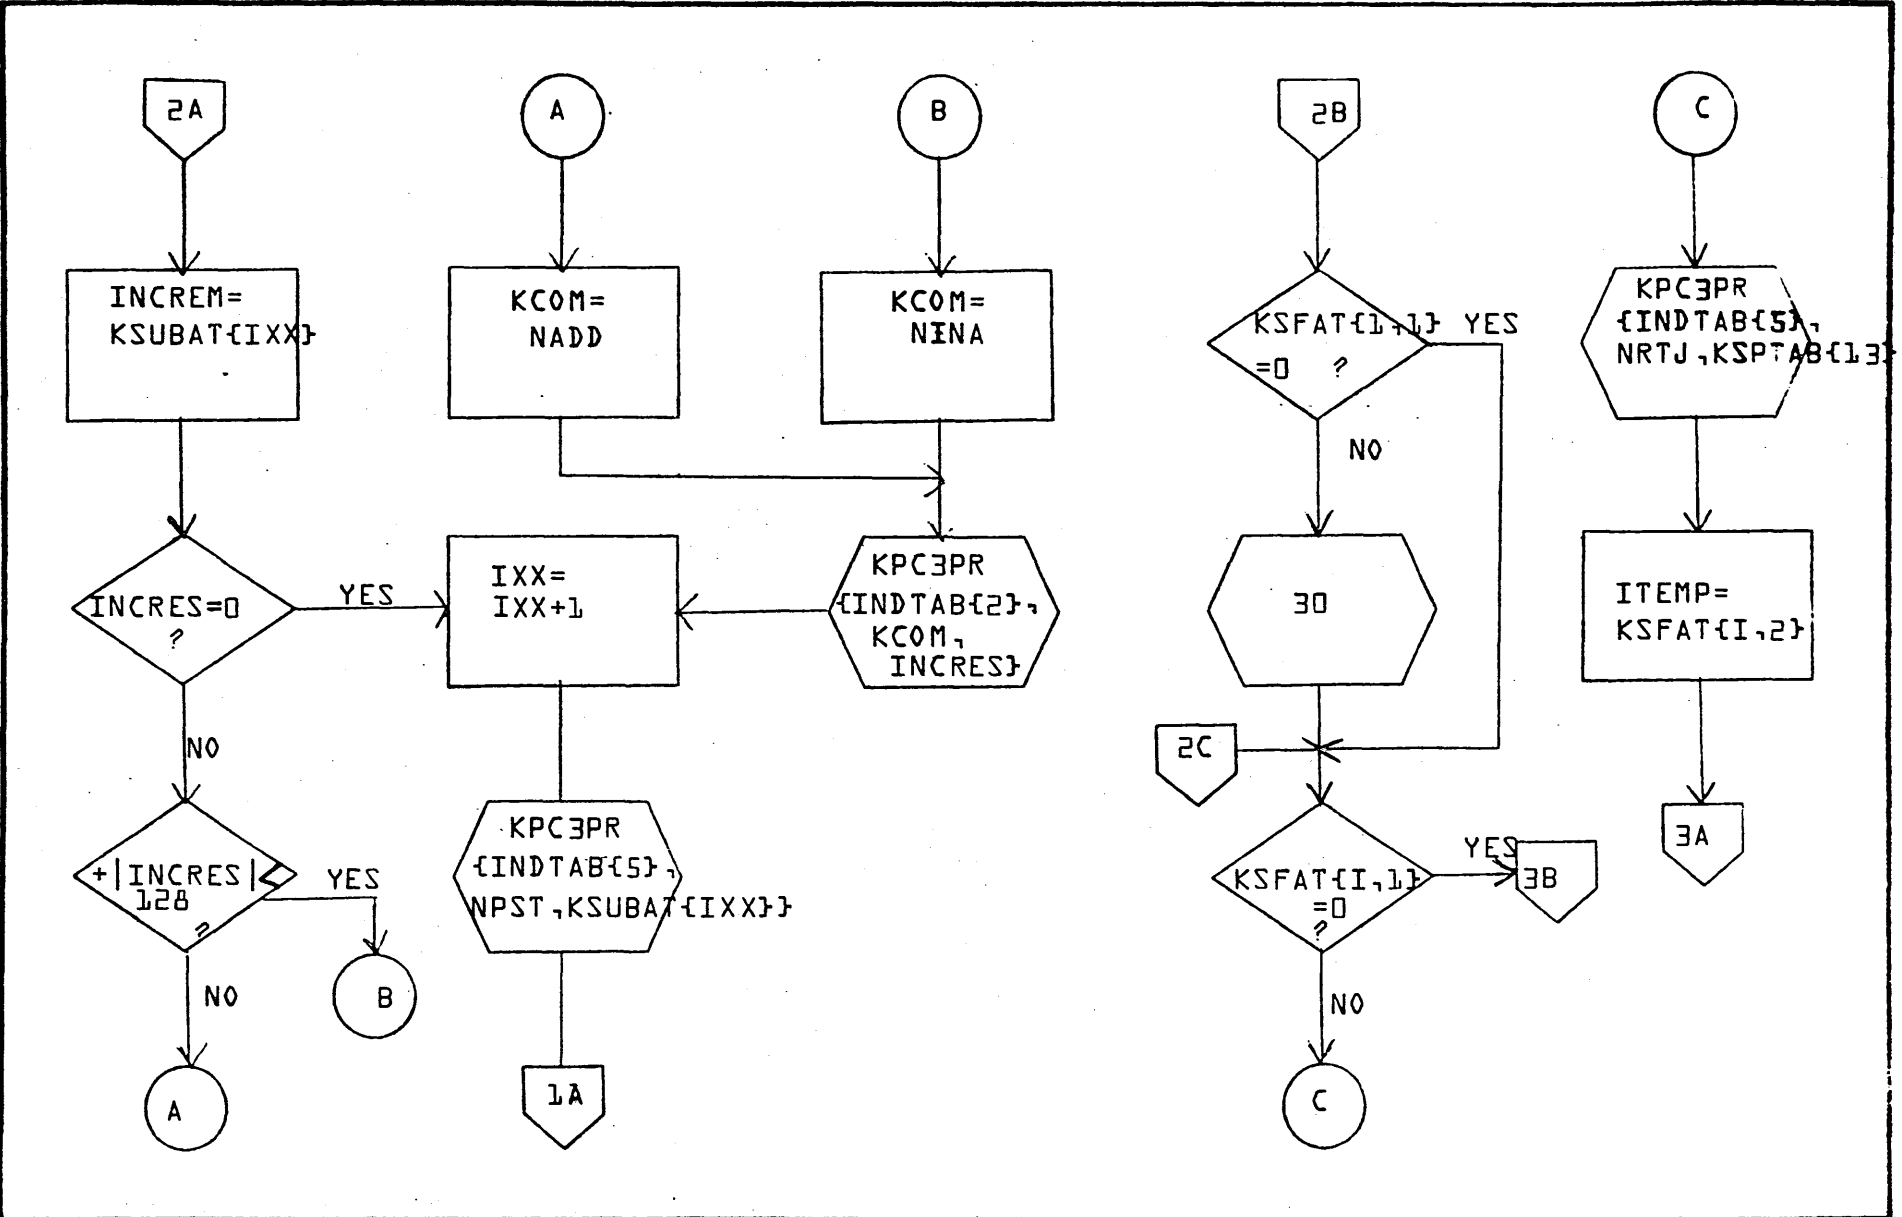 2A
INCREM=
KSUBAT{IXX}
INCRES=0
?
YES
NO
+|INCRES|<
128
?
YES
B
NO
A
A
KCOM=
NADD
B
KCOM=
NINA
KPC3PR
{INDTAB{2},
KCOM,
INCRES}
IXX=
IXX+1
KPC3PR
{INDTAB{5},
NPST,KSUBAT{IXX}}
1A
2B
KSFAT{1,1}
=0 ?
YES
NO
30
2C
KSFAT{I,1}
=0
?
YES
3B
NO
C
C
KPC3PR
{INDTAB{5},
NRTJ,KSPTAB{13}
ITEMP=
KSFAT{I,2}
3A